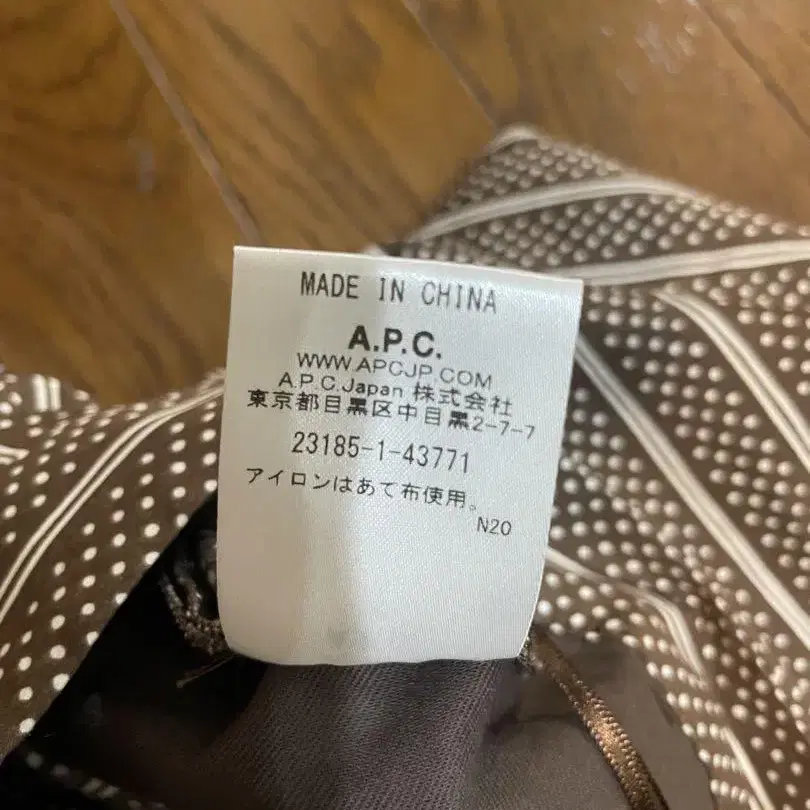 MADE IN CHINA
A.P.C.
WWW.APCJP.COM
A.P.C.Japan 株式会社
東京都目黒区中目黒2-7-7
23185-1-43771
アイロンはあて布使用。
N20